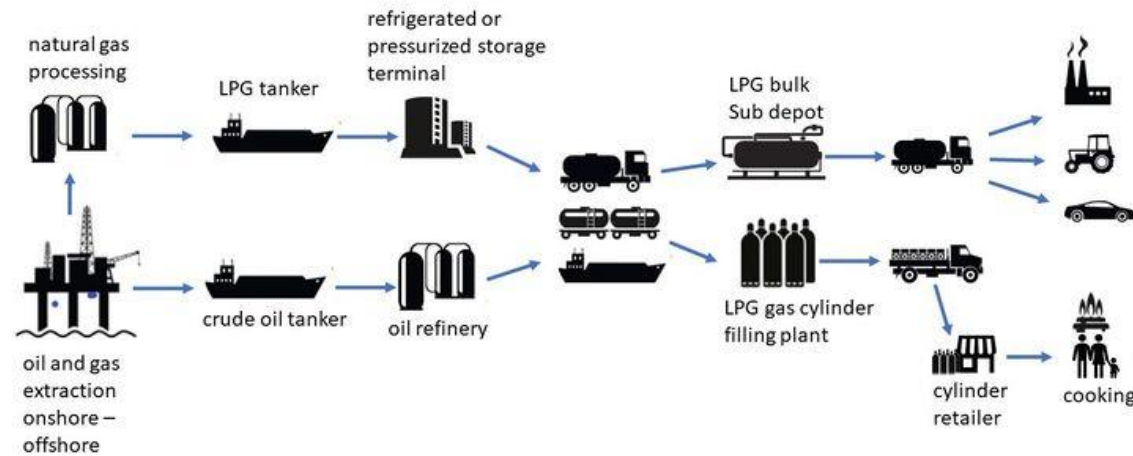 natural gas
processing
LPG tanker
refrigerated or
pressurized storage
terminal
LPG bulk
Sub depot
oil and gas
extraction
onshore –
offshore
crude oil tanker
oil refinery
LPG gas cylinder
filling plant
cylinder
retailer
cooking